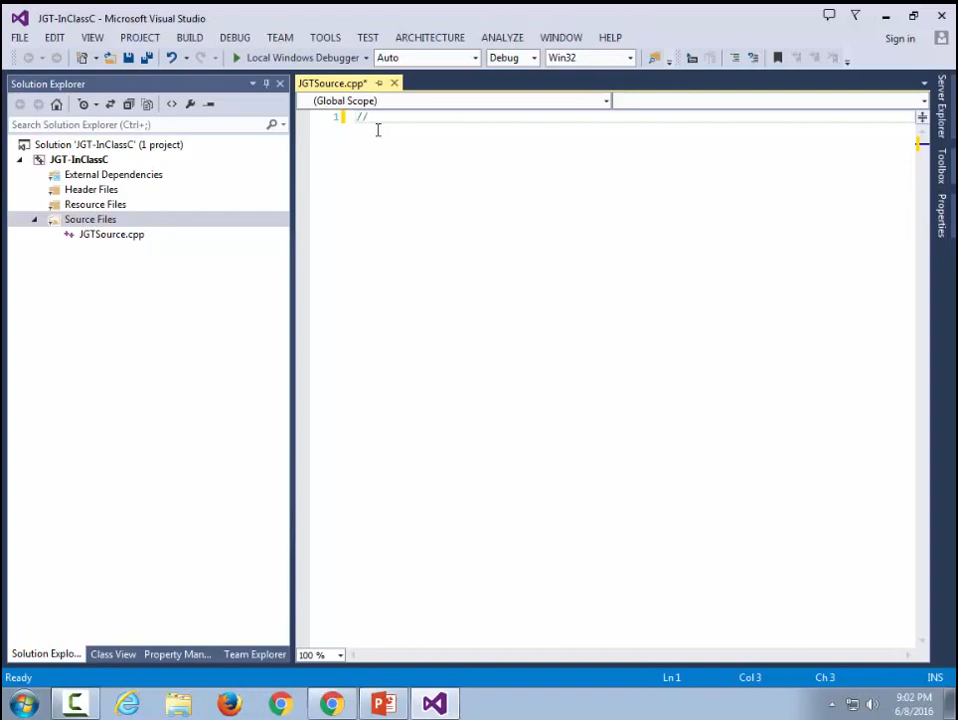 JGT-InClassC - Microsoft Visual Studio
FILE EDIT VIEW PROJECT BUILD DEBUG TEAM TOOLS TEST ARCHITECTURE ANALYZE WINDOW HELP Sign in
Local Windows Debugger Auto Debug Win32
Solution Explorer
Search Solution Explorer (Ctrl+;)
Solution 'JGT-InClassC' (1 project)
JGT-InClassC
External Dependencies
Header Files
Resource Files
Source Files
JGTSource.cpp
Solution Explo... Class View Property Man... Team Explorer
JGTSource.cpp*
(Global Scope)
1 //
100 %
Server Explorer
Toolbox
Properties
Ready Ln 1 Col 3 Ch 3 INS
9:02 PM
6/8/2016